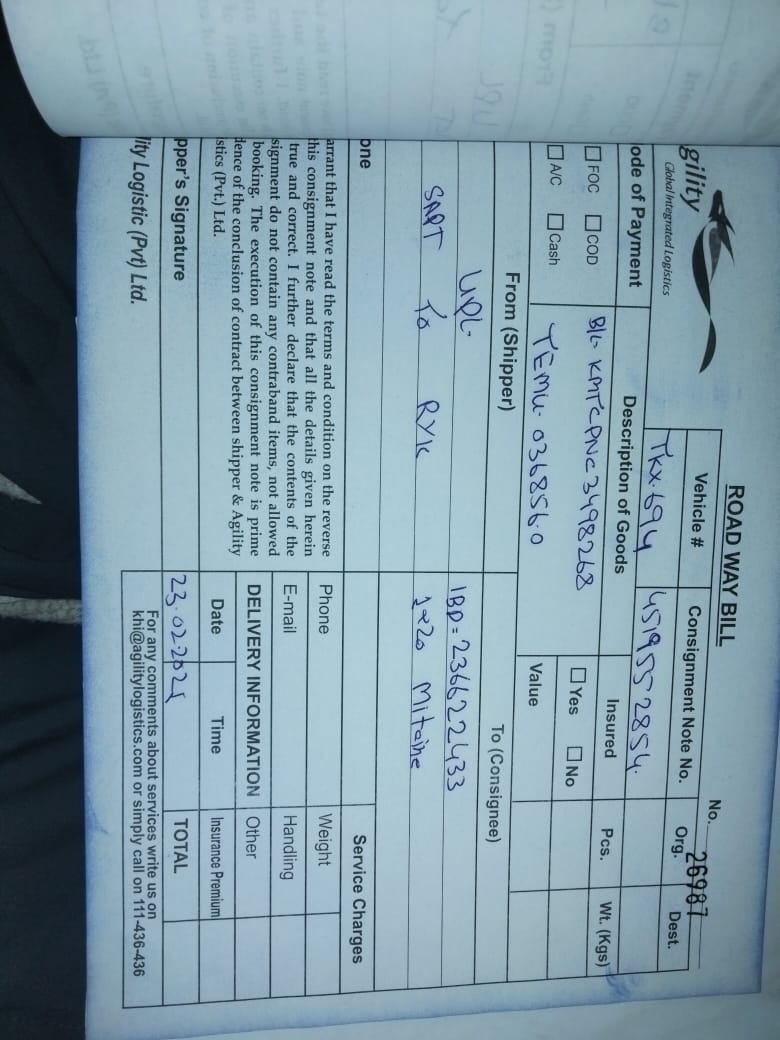 ROAD WAY BILL
No. 26987
gility
Global Integrated Logistics
Vehicle #
Consignment Note No.
Org.
Dest.
TKX-694
4519552854.
ode of Payment
Description of Goods
Insured
Pcs.
Wt. (Kgs)
FOC
COD
B/L- KMTCPNC3498268
Yes
No
A/C
Cash
TEMU- 036856-0
Value
From (Shipper)
To (Consignee)
UPL-
IBD = 236622433
SAPT To RYK
1x20
one
Service Charges
arrant that I have read the terms and condition on the reverse
this consignment note and that all the details given herein
true and correct. I further declare that the contents of the
signment do not contain any contraband items, not allowed
booking. The execution of this consignment note is prime
dence of the conclusion of contract between shipper & Agility
stics (Pvt.) Ltd.
Phone
Weight
E-mail
Handling
DELIVERY INFORMATION
Other
Date
Time
Insurance Premium
pper's Signature
23.02.2021
TOTAL
lity Logistic (Pvt) Ltd.
For any comments about services write us on
khi@agilitylogistics.com or simply call on 111-436-436